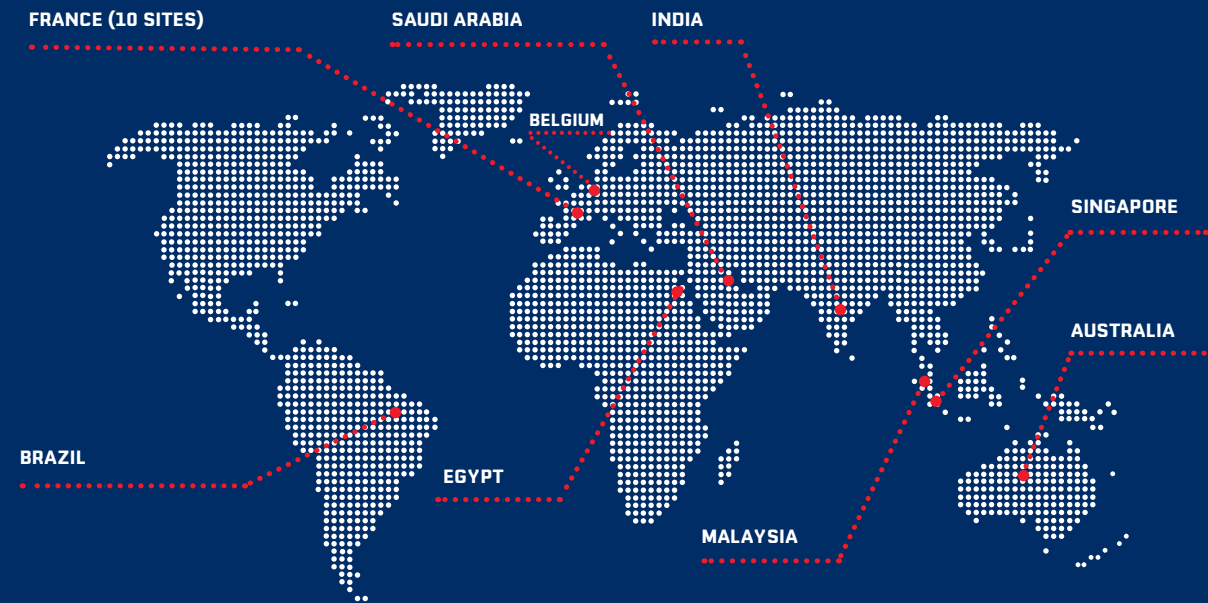 FRANCE (10 SITES)
SAUDI ARABIA
INDIA
BELGIUM
SINGAPORE
AUSTRALIA
BRAZIL
EGYPT
MALAYSIA